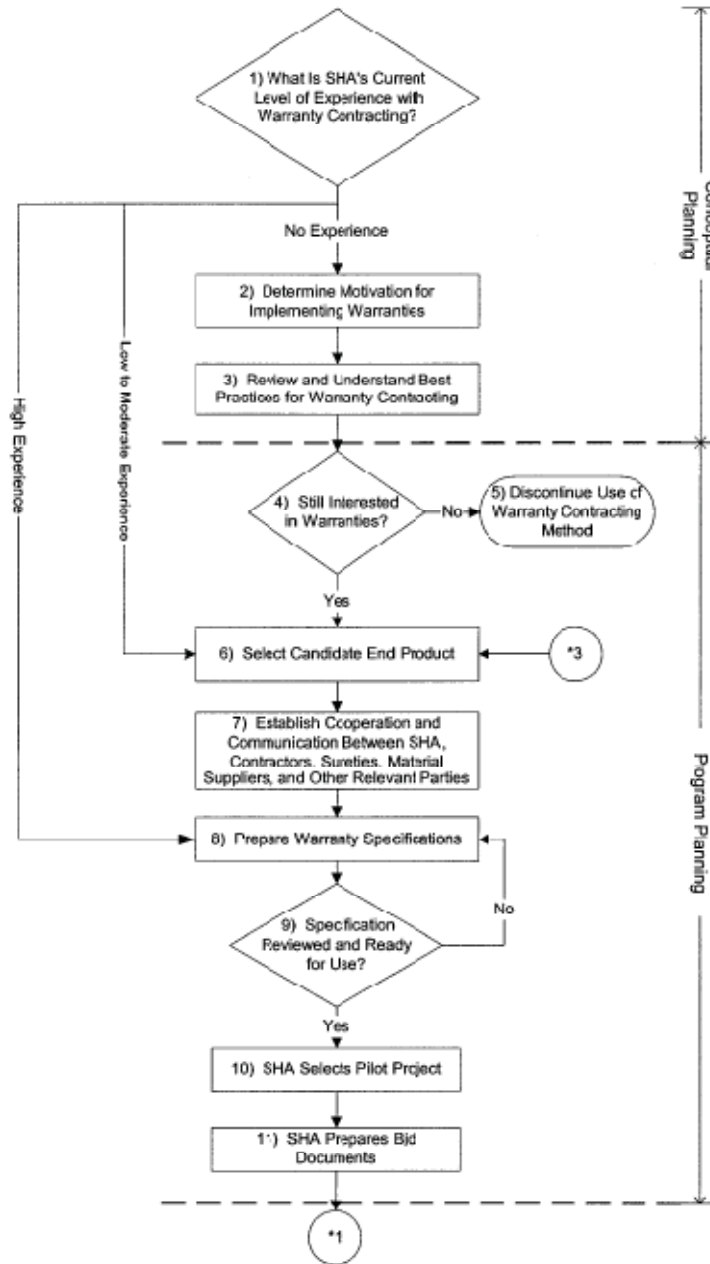 1) What Is SHA's Current
Level of Experience with
Warranty Contracting?
No Experience
2) Determine Motivation for
Implementing Warranties
3) Review and Understand Best
Practices for Warranty Contracting
Planning
Low to Moderate Experience
High Experience
4) Still Interested
in Warranties?
No
5) Discontinue Use of
Warranty Contracting
Method
Yes
6) Select Candidate End Product
*3
7) Establish Cooperation and
Communication Between SHA,
Contractors, Sureties, Material
Suppliers, and Other Relevant Parties
8) Prepare Warranty Specifications
No
9) Specification
Reviewed and Ready
for Use?
Program Planning
Yes
10) SHA Selects Pilot Project
11) SHA Prepares Bid
Documents
*1